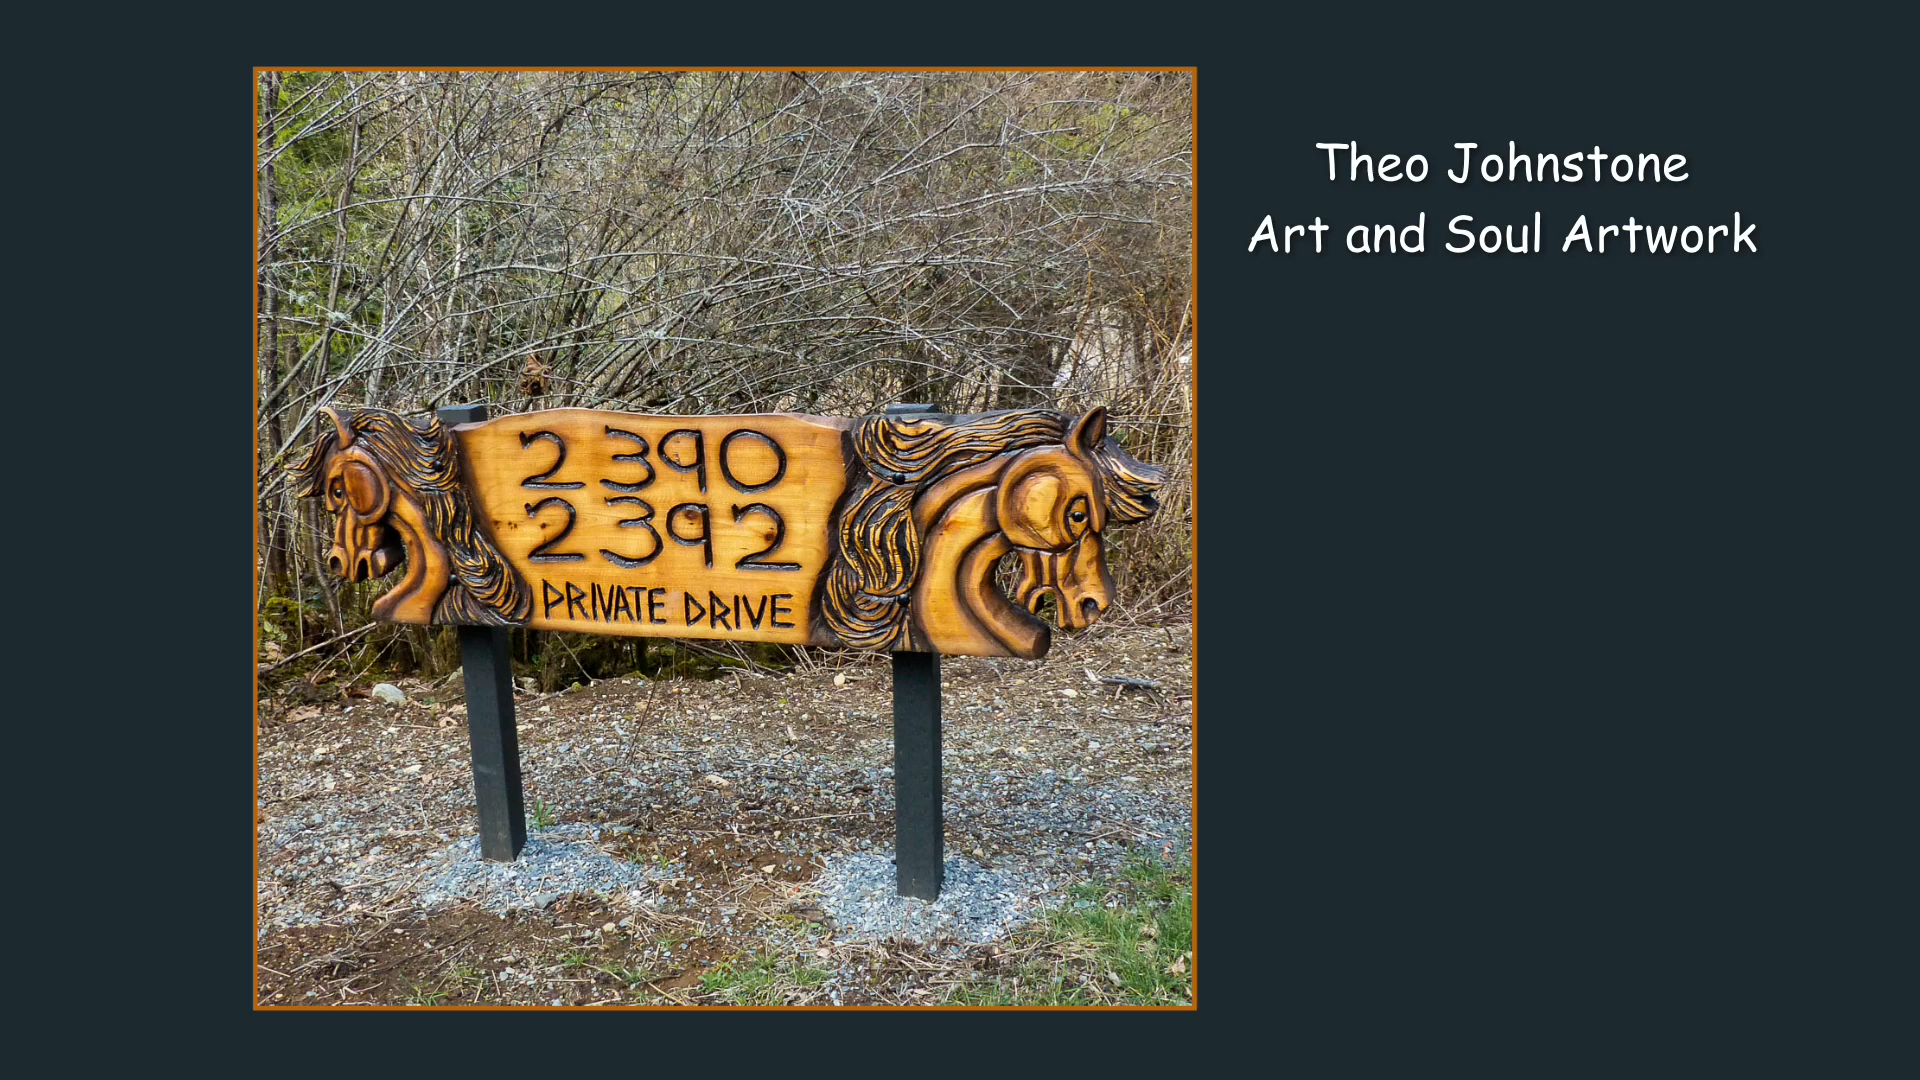 Theo Johnstone
Art and Soul Artwork
2390
2392
PRIVATE DRIVE